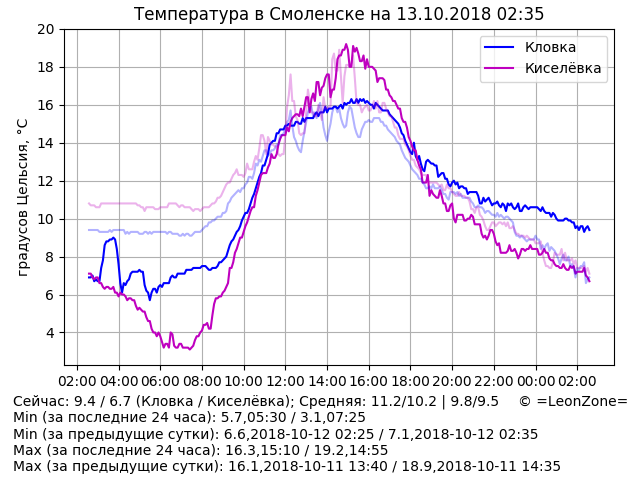 Температура в Смоленске на 13.10.2018 02:35
градусов Цельсия, °C
20
18
16
14
12
10
8
6
4
Кловка
Киселёвка
02:00 04:00 06:00 08:00 10:00 12:00 14:00 16:00 18:00 20:00 22:00 00:00 02:00
Сейчас: 9.4 / 6.7 (Кловка / Киселёвка); Средняя: 11.2/10.2 | 9.8/9.5 © =LeonZone=
Min (за последние 24 часа): 5.7,05:30 / 3.1,07:25
Min (за предыдущие сутки): 6.6,2018-10-12 02:25 / 7.1,2018-10-12 02:35
Max (за последние 24 часа): 16.3,15:10 / 19.2,14:55
Max (за предыдущие сутки): 16.1,2018-10-11 13:40 / 18.9,2018-10-11 14:35